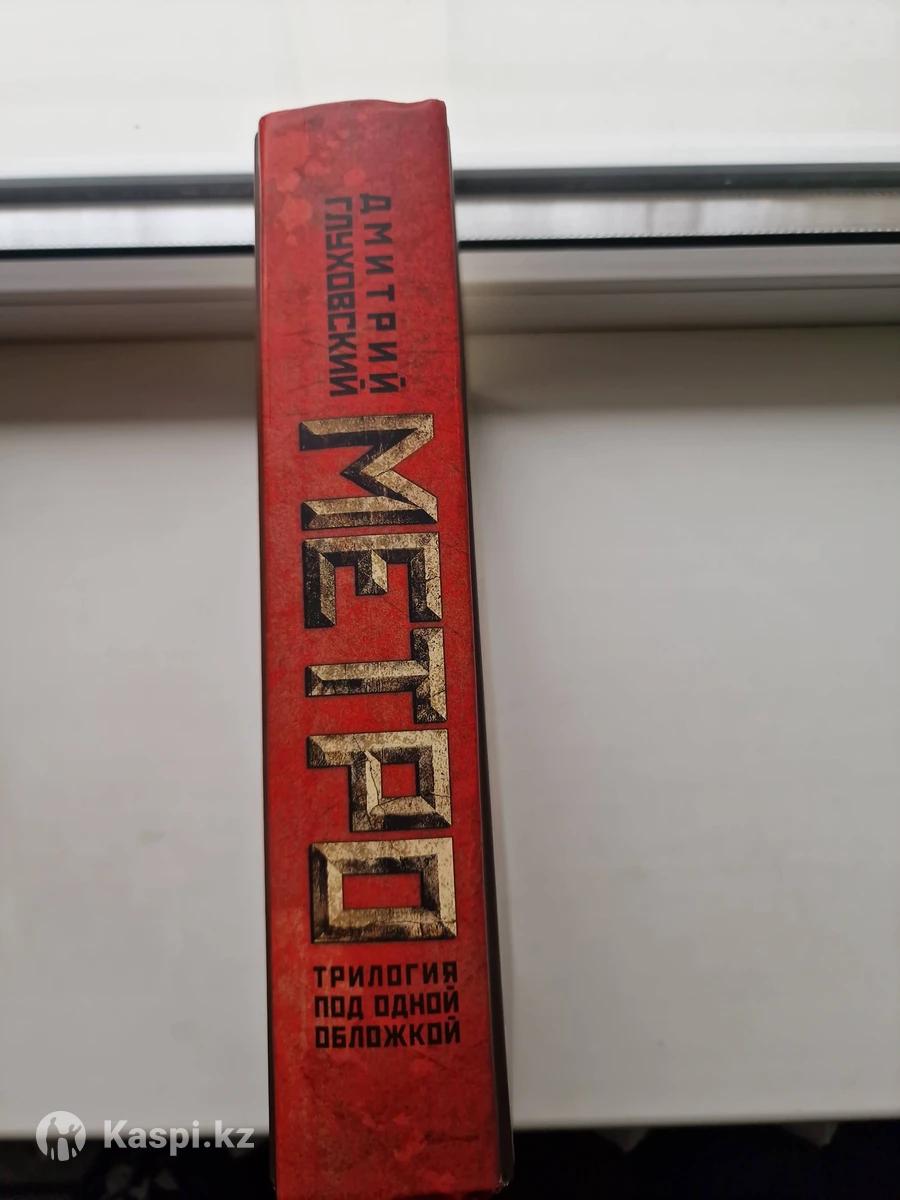 ДМИТРИЙ
ГЛУХОВСКИЙ
МЕТРО
ТРИЛОГИЯ
ПОД ОДНОЙ
ОБЛОЖКОЙ
Kaspi.kz